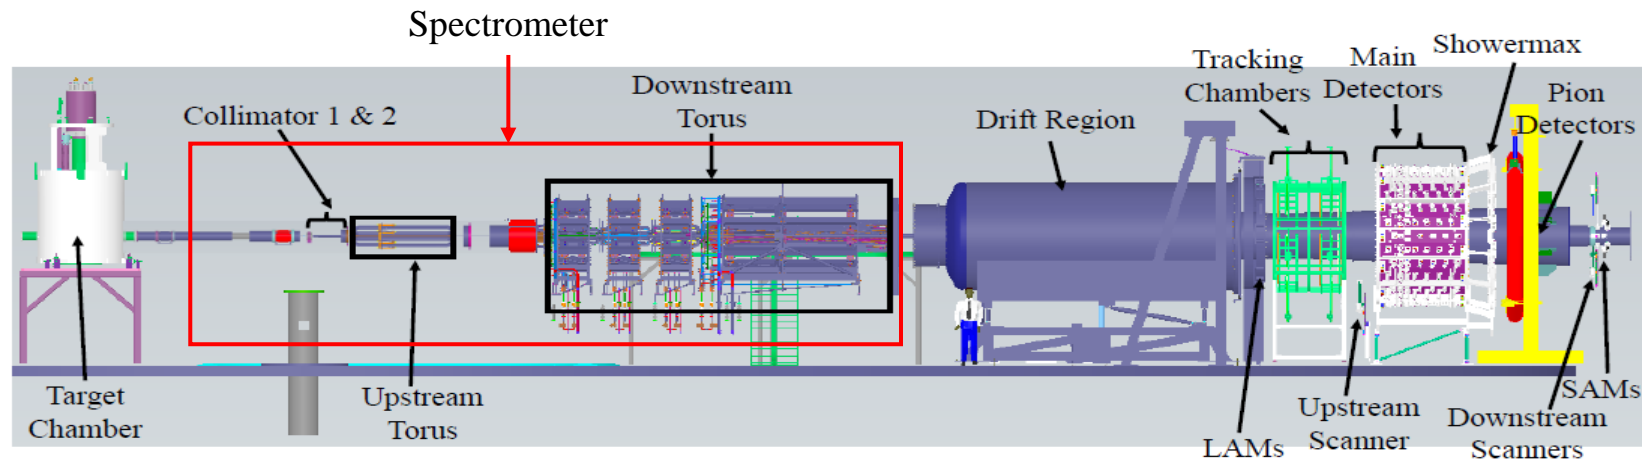 Spectrometer
Collimator 1 & 2
Downstream
Torus
Drift Region
Tracking
Chambers
Main
Detectors
Showermax
Pion
Detectors
Target
Chamber
Upstream
Torus
LAMs
Upstream
Scanner
Downstream
Scanners
SAMs